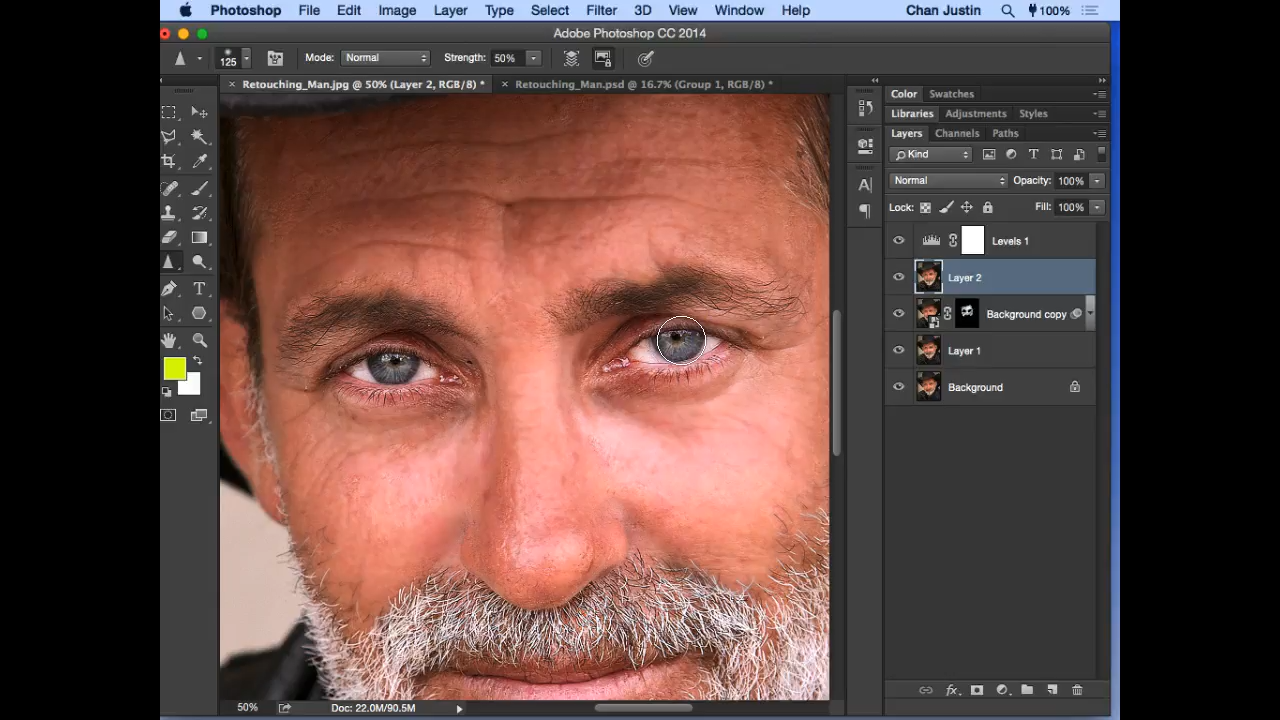 Photoshop File Edit Image Layer Type Select Filter 3D View Window Help Chan Justin 100%
Adobe Photoshop CC 2014
125 Mode: Normal Strength: 50%
× Retouching_Man.jpg @ 50% (Layer 2, RGB/8) * × Retouching_Man.psd @ 16.7% (Group 1, RGB/8) *
Color Swatches
Libraries Adjustments Styles
Layers Channels Paths
Kind T
Normal Opacity: 100%
Lock: Fill: 100%
Levels 1
Layer 2
Background copy
Layer 1
Background
T
A
50% Doc: 22.0M/90.5M
fx